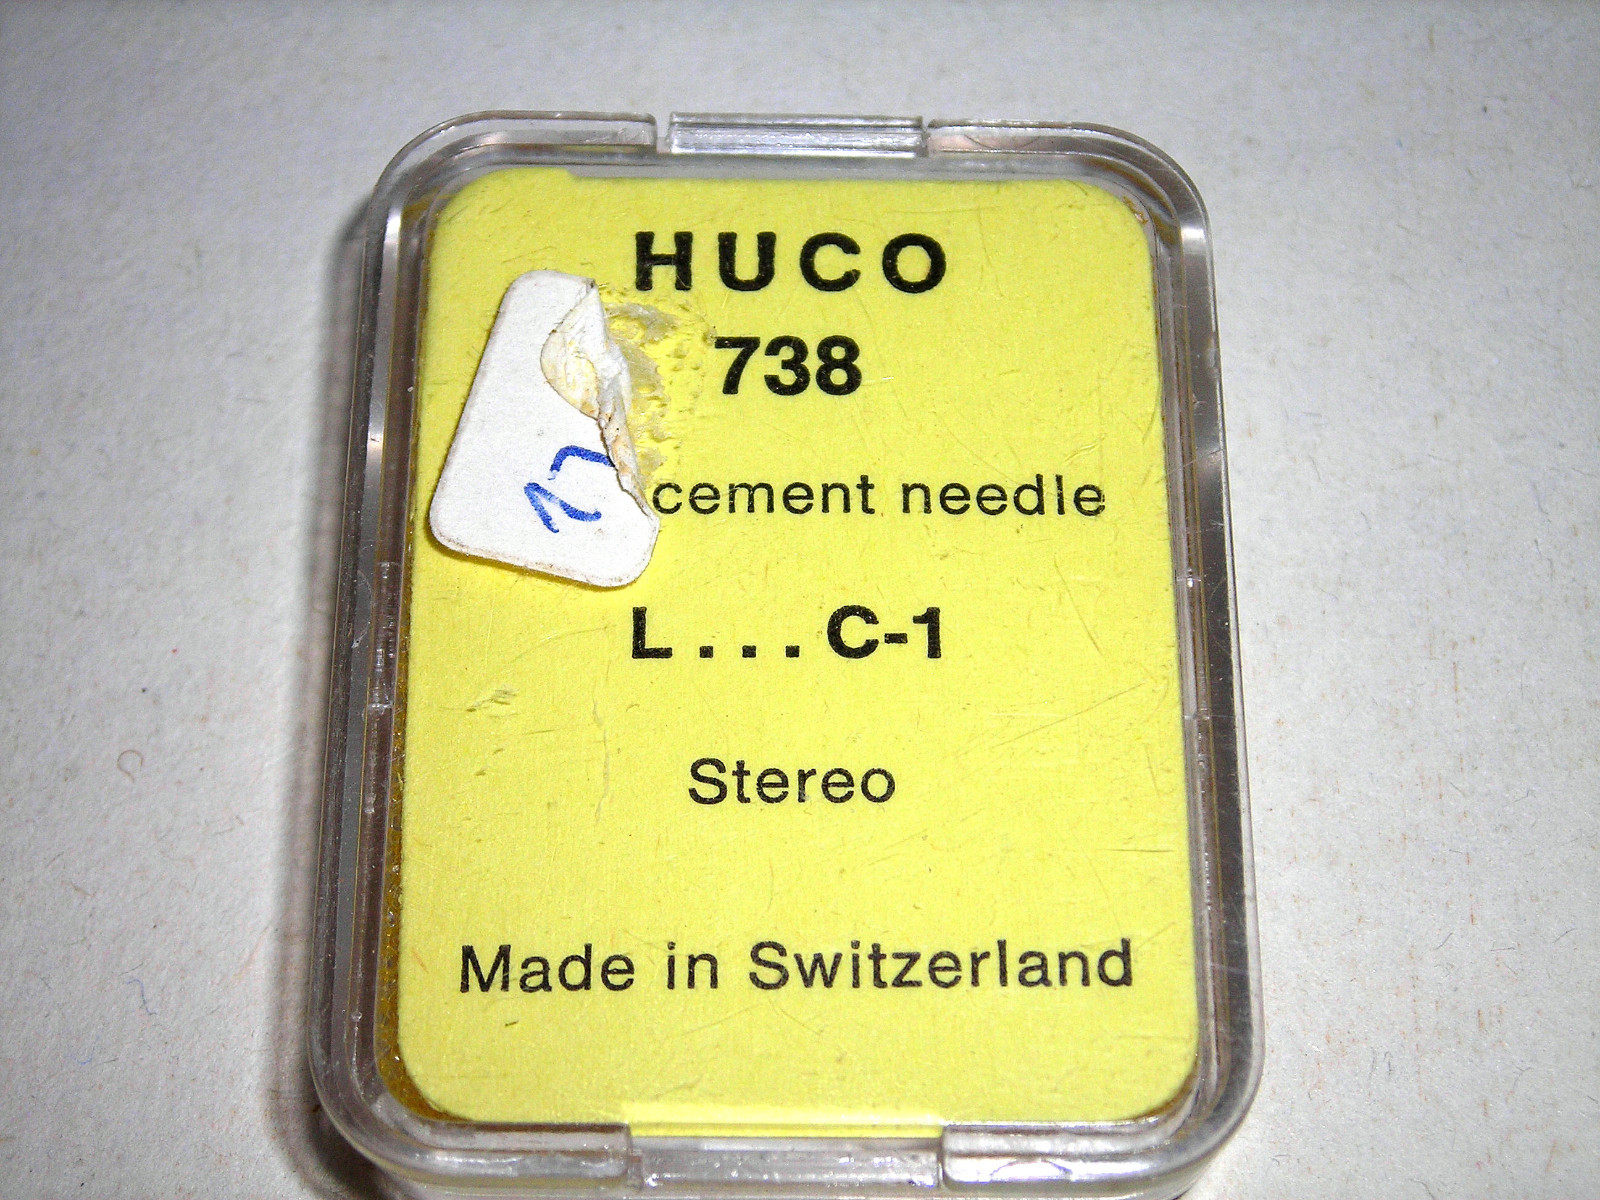 HUCO
738
cement needle
L...C-1
Stereo
Made in Switzerland